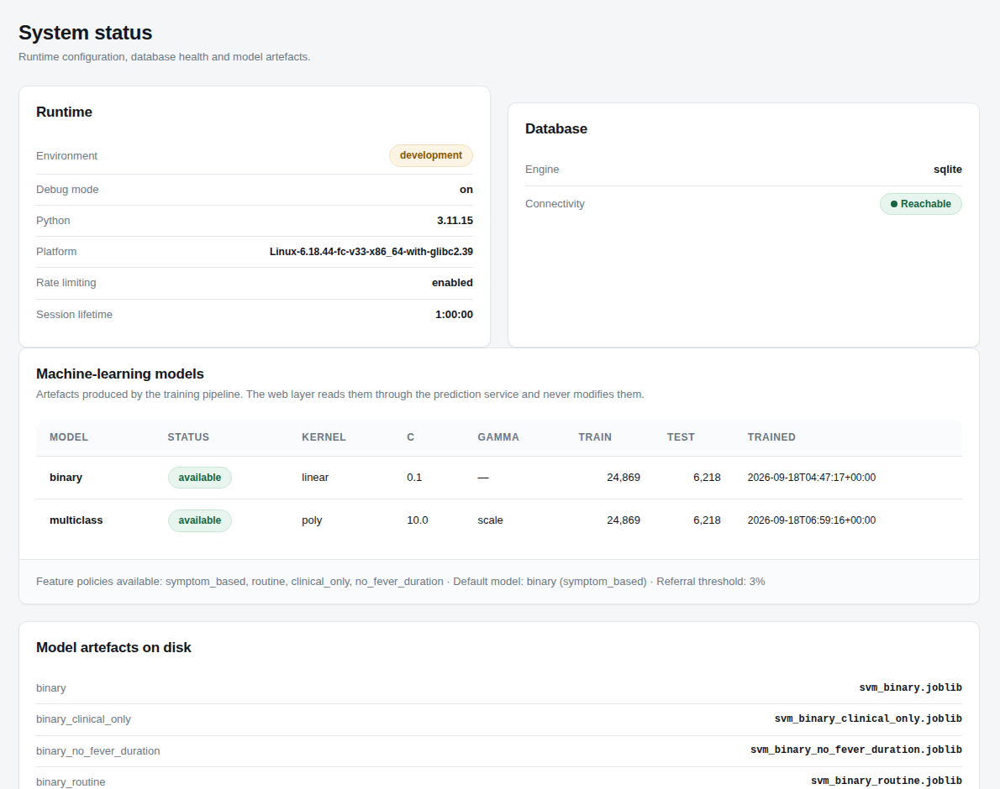 System status
Runtime configuration, database health and model artefacts.
Runtime
Environment development
Debug mode on
Python 3.11.15
Platform Linux-6.18.44-fc-v33-x86_64-with-glibc2.39
Rate limiting enabled
Session lifetime 1:00:00
Database
Engine sqlite
Connectivity Reachable
Machine-learning models
Artefacts produced by the training pipeline. The web layer reads them through the prediction service and never modifies them.
MODEL STATUS KERNEL C GAMMA TRAIN TEST TRAINED
binary available linear 0.1 — 24,869 6,218 2026-09-18T04:47:17+00:00
multiclass available poly 10.0 scale 24,869 6,218 2026-09-18T06:59:16+00:00
Feature policies available: symptom_based, routine, clinical_only, no_fever_duration · Default model: binary (symptom_based) · Referral threshold: 3%
Model artefacts on disk
binary svm_binary.joblib
binary_clinical_only svm_binary_clinical_only.joblib
binary_no_fever_duration svm_binary_no_fever_duration.joblib
binary_routine svm_binary_routine.joblib